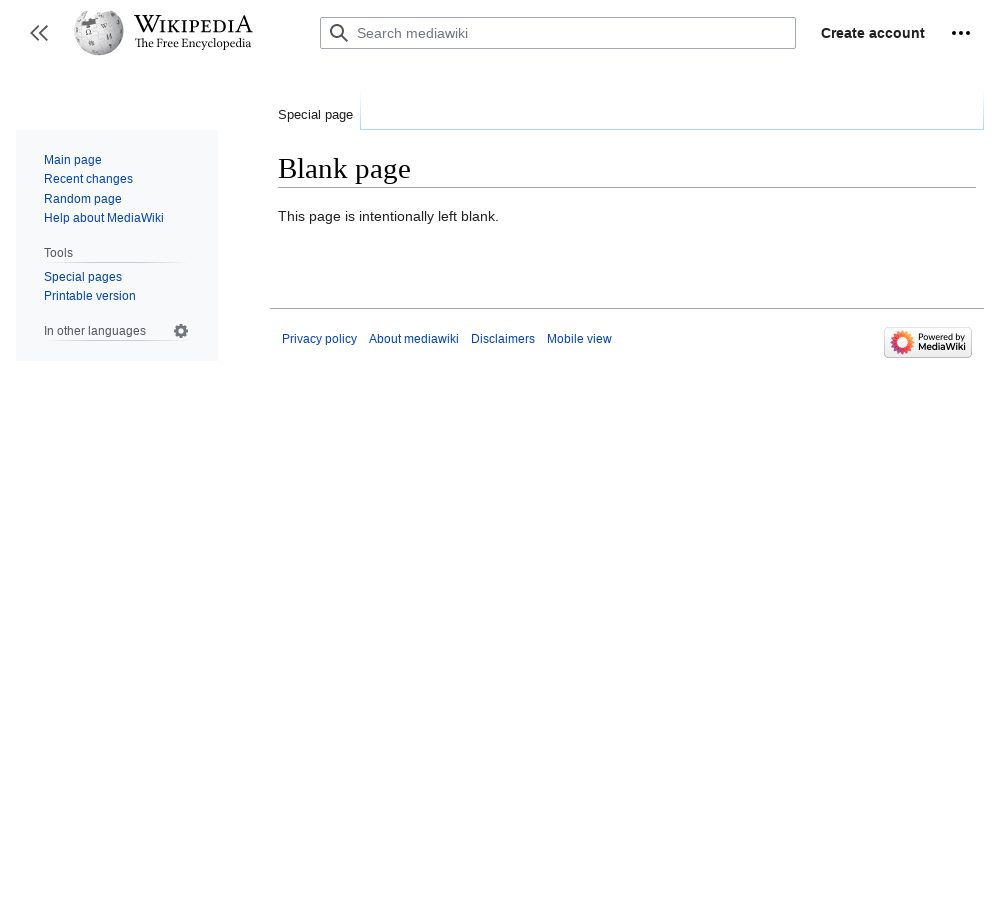 WIKIPEDIA
The Free Encyclopedia
Search mediawiki
Create account
Special page
Main page
Recent changes
Random page
Help about MediaWiki
Tools
Special pages
Printable version
In other languages
Blank page
This page is intentionally left blank.
Privacy policy
About mediawiki
Disclaimers
Mobile view
Powered by
MediaWiki